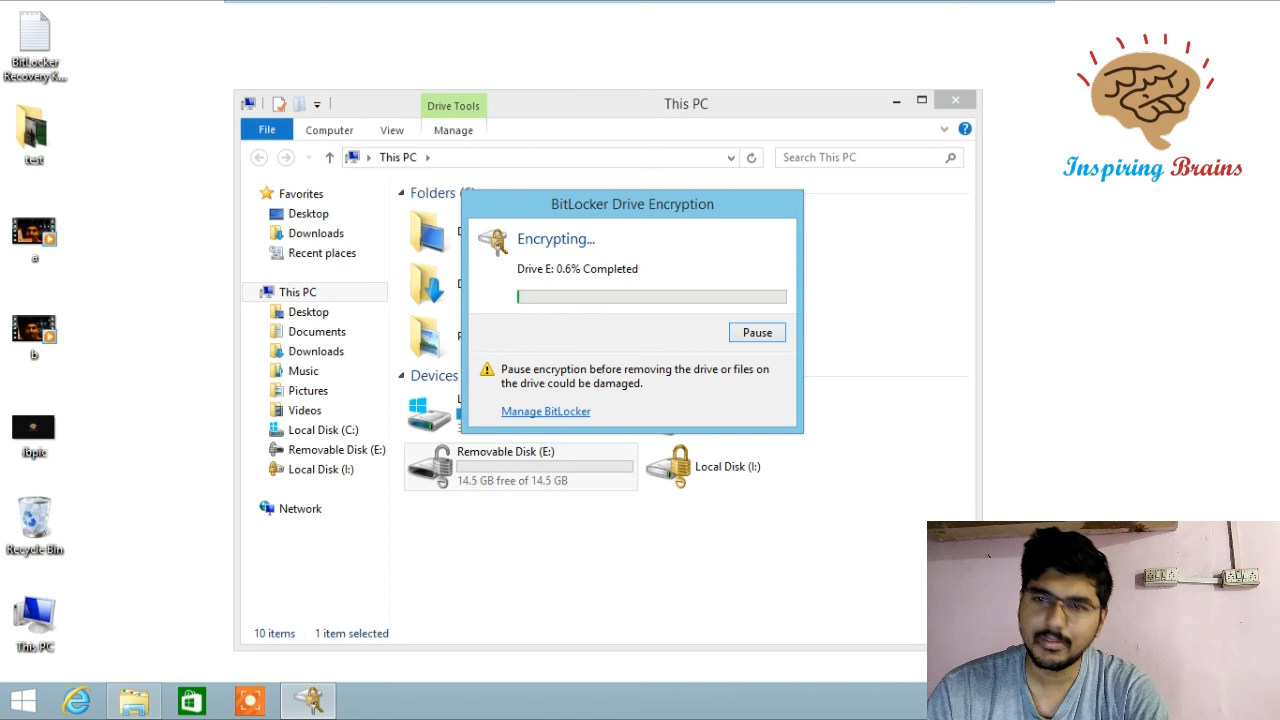 BitLocker
Recovery K...
test
a
b
ibpic
Recycle Bin
This PC
Drive Tools
This PC
File
Computer
View
Manage
This PC
Search This PC
Favorites
Desktop
Downloads
Recent places
This PC
Desktop
Documents
Downloads
Music
Pictures
Videos
Local Disk (C:)
Removable Disk (E:)
Local Disk (I:)
Network
Folders
Devices
Removable Disk (E:)
14.5 GB free of 14.5 GB
Local Disk (I:)
10 items
1 item selected
BitLocker Drive Encryption
Encrypting...
Drive E: 0.6% Completed
Pause
Pause encryption before removing the drive or files on
the drive could be damaged.
Manage BitLocker
Inspiring Brains